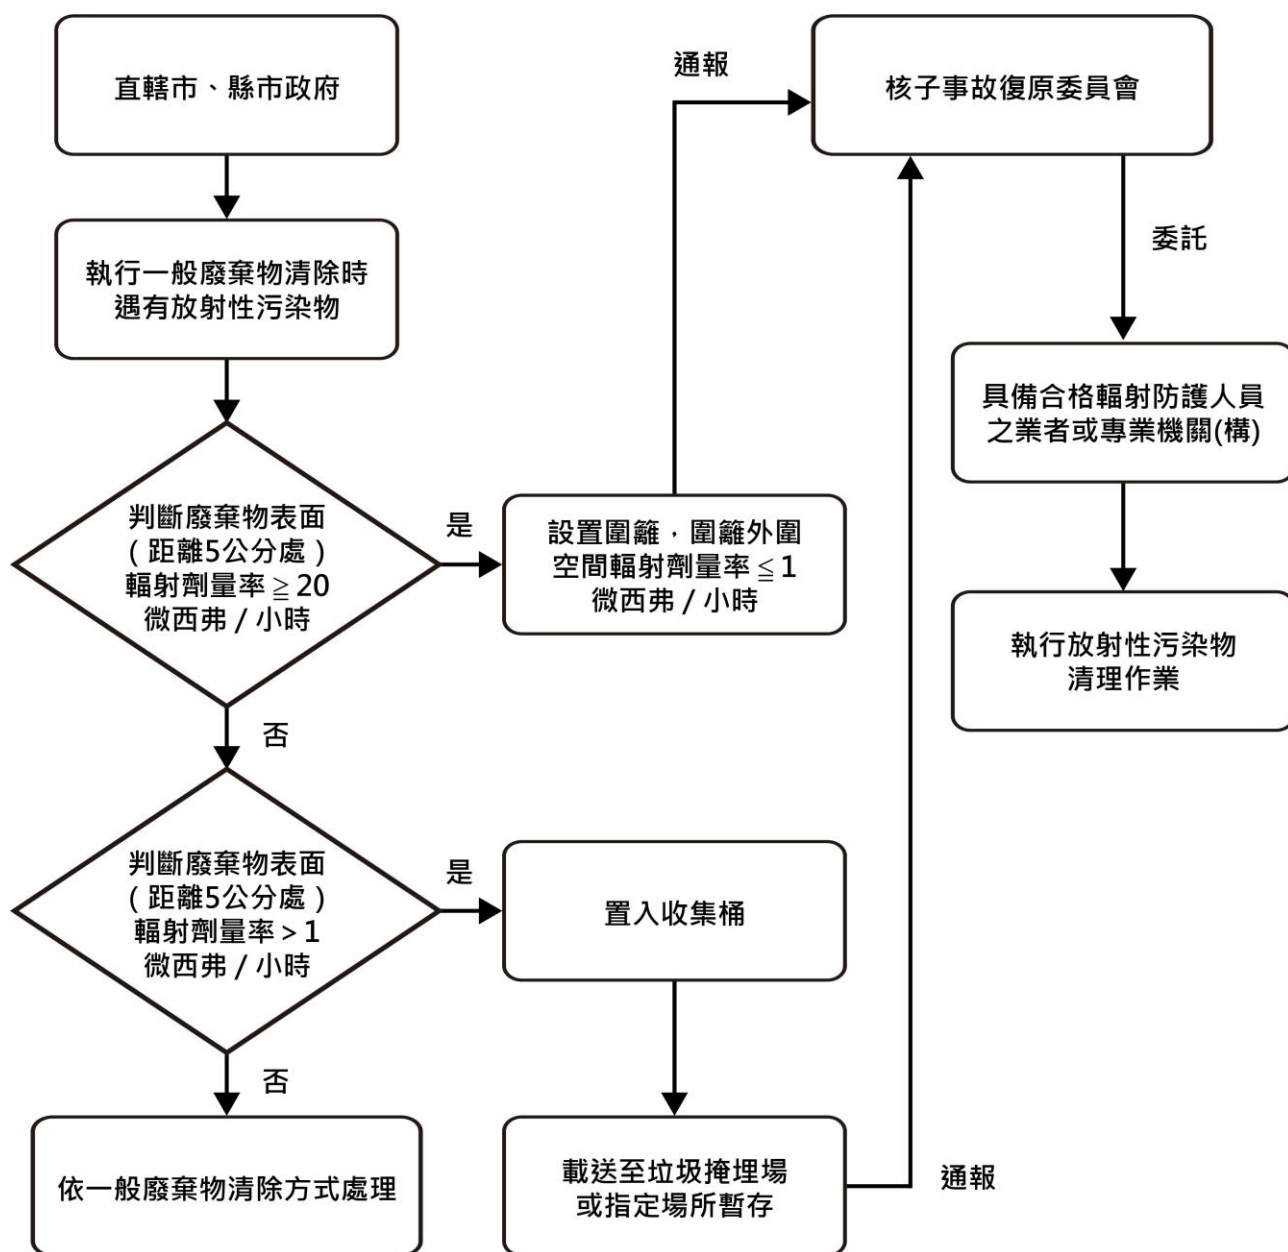 直轄市、縣市政府
執行一般廢棄物清除時
遇有放射性污染物
判斷廢棄物表面
（距離5公分處）
輻射劑量率≧20
微西弗 / 小時
是
設置圍籬，圍籬外圍
空間輻射劑量率≦1
微西弗 / 小時
通報
核子事故復原委員會
委託
具備合格輻射防護人員
之業者或專業機關(構)
執行放射性污染物
清理作業
否
判斷廢棄物表面
（距離5公分處）
輻射劑量率>1
微西弗 / 小時
是
置入收集桶
載送至垃圾掩埋場
或指定場所暫存
通報
否
依一般廢棄物清除方式處理